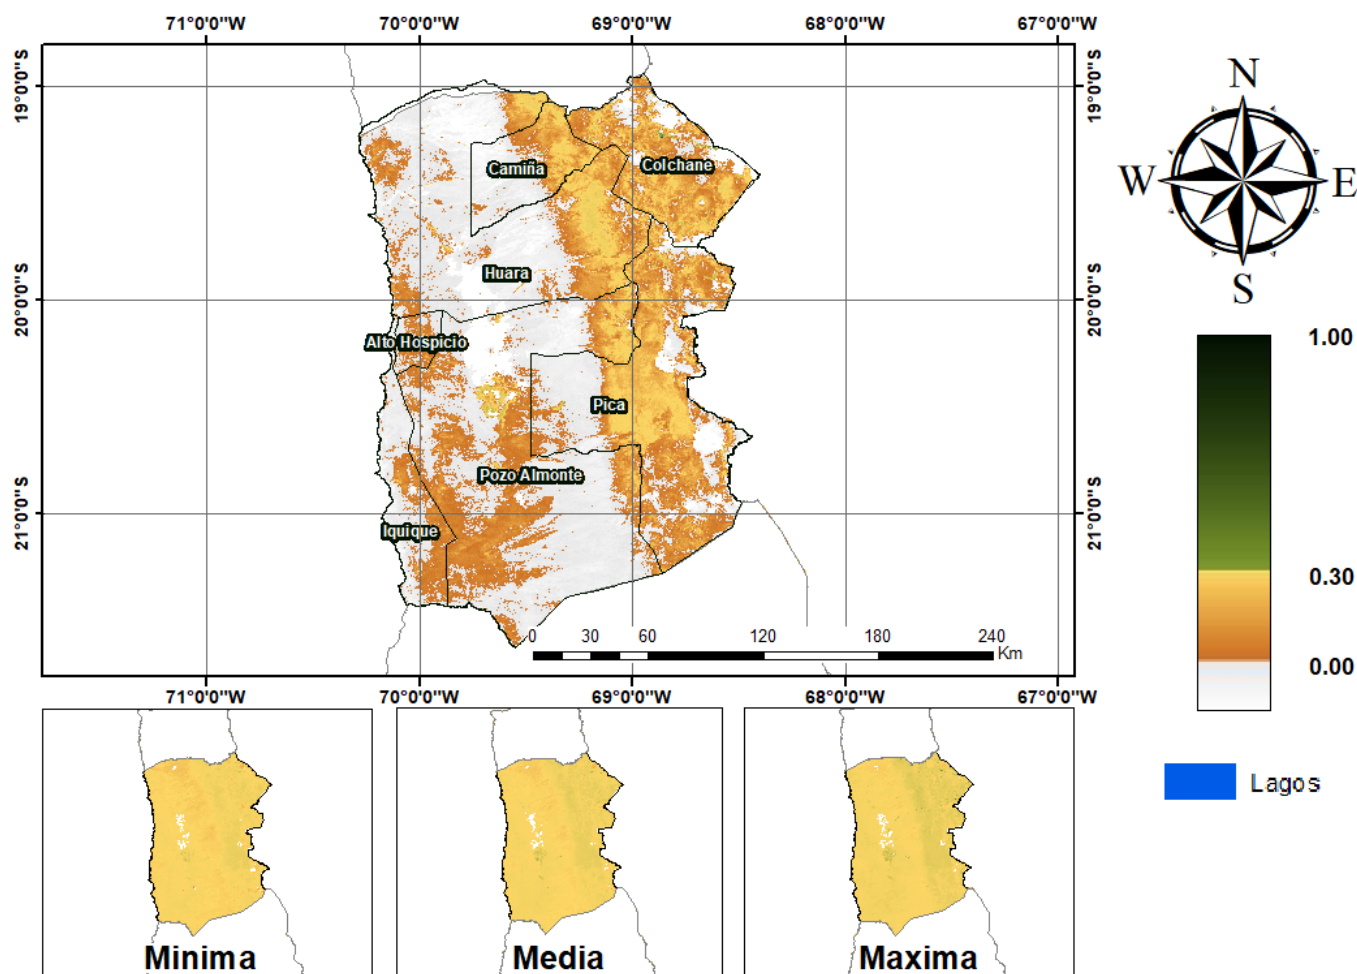 71°0'0"W 70°0'0"W 69°0'0"W 68°0'0"W 67°0'0"W
19°0'0"S 19°0'0"S
N
W E
S
Camiña
Colchane
Huara
20°0'0"S 20°0'0"S
Alto Hospicio
Pica
Pozo Almonte
21°0'0"S 21°0'0"S
Iquique
0 30 60 120 180 240
Km
71°0'0"W 70°0'0"W 69°0'0"W 68°0'0"W 67°0'0"W
1.00
0.30
0.00
Lagos
Minima
Media
Maxima